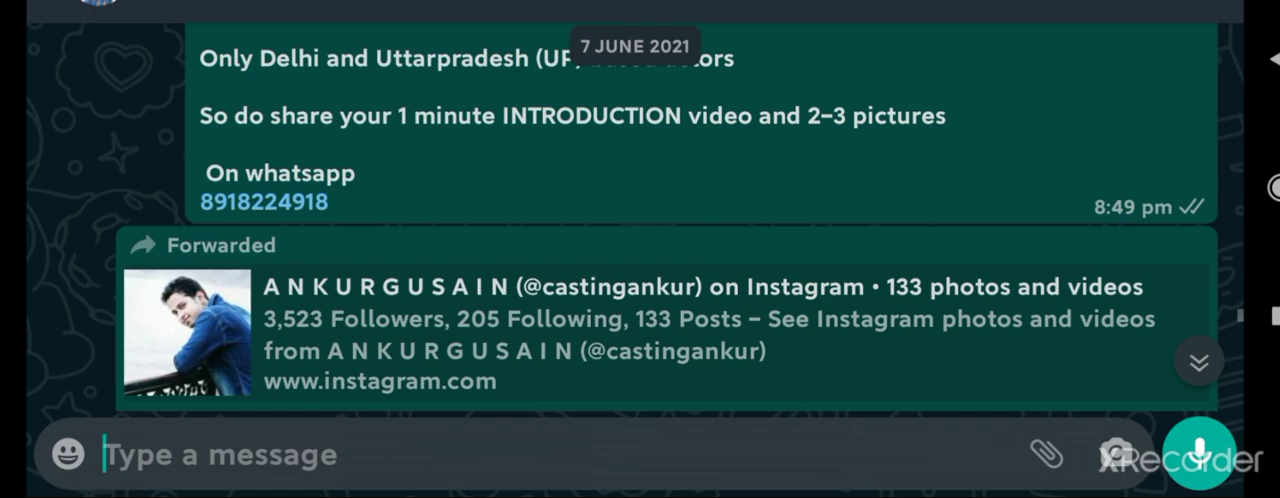 7 JUNE 2021
Only Delhi and Uttarpradesh (UP
So do share your 1 minute INTRODUCTION video and 2-3 pictures
On whatsapp
8918224918
8:49 pm
Forwarded
A N K U R G U S A I N (@castingankur) on Instagram • 133 photos and videos
3,523 Followers, 205 Following, 133 Posts – See Instagram photos and videos
from A N K U R G U S A I N (@castingankur)
www.instagram.com
Type a message
XRecorder